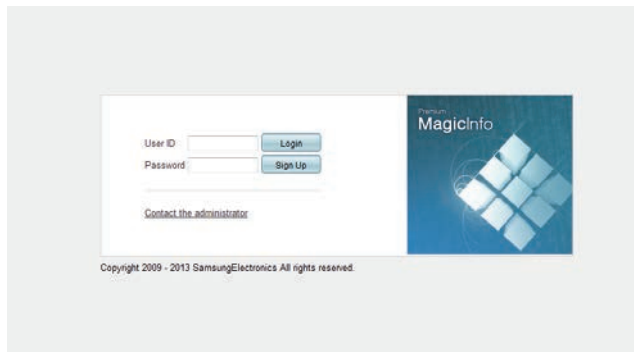 Premium
MagicInfo
User ID
Login
Password
Sign Up
Contact the administrator
Copyright 2009 - 2013 SamsungElectronics All rights reserved.